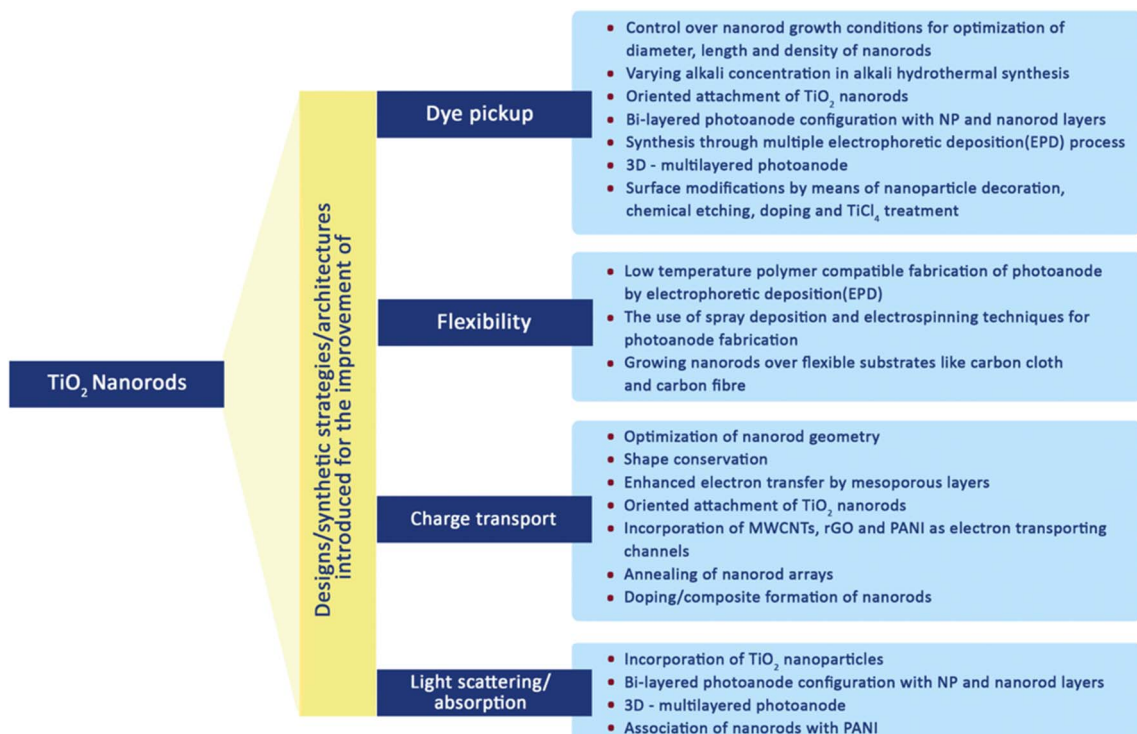 TiO₂ Nanorods
Designs/synthetic strategies/architectures
introduced for the improvement of
Dye pickup
• Control over nanorod growth conditions for optimization of
diameter, length and density of nanorods
• Varying alkali concentration in alkali hydrothermal synthesis
• Oriented attachment of TiO₂ nanorods
• Bi-layered photoanode configuration with NP and nanorod layers
• Synthesis through multiple electrophoretic deposition(EPD) process
• 3D - multilayered photoanode
• Surface modifications by means of nanoparticle decoration,
chemical etching, doping and TiCl₄ treatment
Flexibility
• Low temperature polymer compatible fabrication of photoanode
by electrophoretic deposition(EPD)
• The use of spray deposition and electrospinning techniques for
photoanode fabrication
• Growing nanorods over flexible substrates like carbon cloth
and carbon fibre
Charge transport
• Optimization of nanorod geometry
• Shape conservation
• Enhanced electron transfer by mesoporous layers
• Oriented attachment of TiO₂ nanorods
• Incorporation of MWCNTs, rGO and PANI as electron transporting
channels
• Annealing of nanorod arrays
• Doping/composite formation of nanorods
Light scattering/
absorption
• Incorporation of TiO₂ nanoparticles
• Bi-layered photoanode configuration with NP and nanorod layers
• 3D - multilayered photoanode
• Association of nanorods with PANI